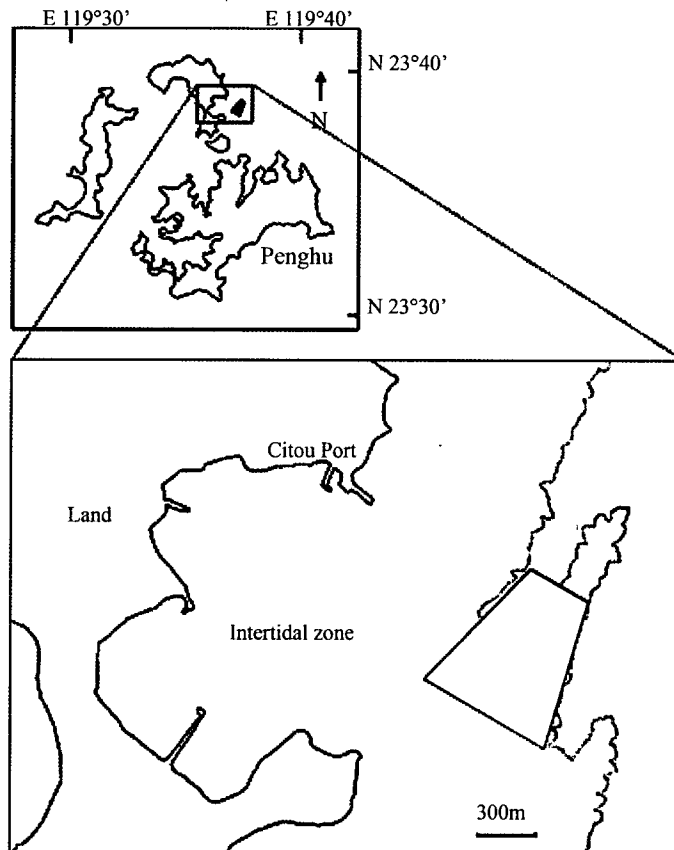 E 119°30’ E 119°40’
N 23°40’
N
Penghu
N 23°30’
Citou Port
Land
Intertidal zone
300m